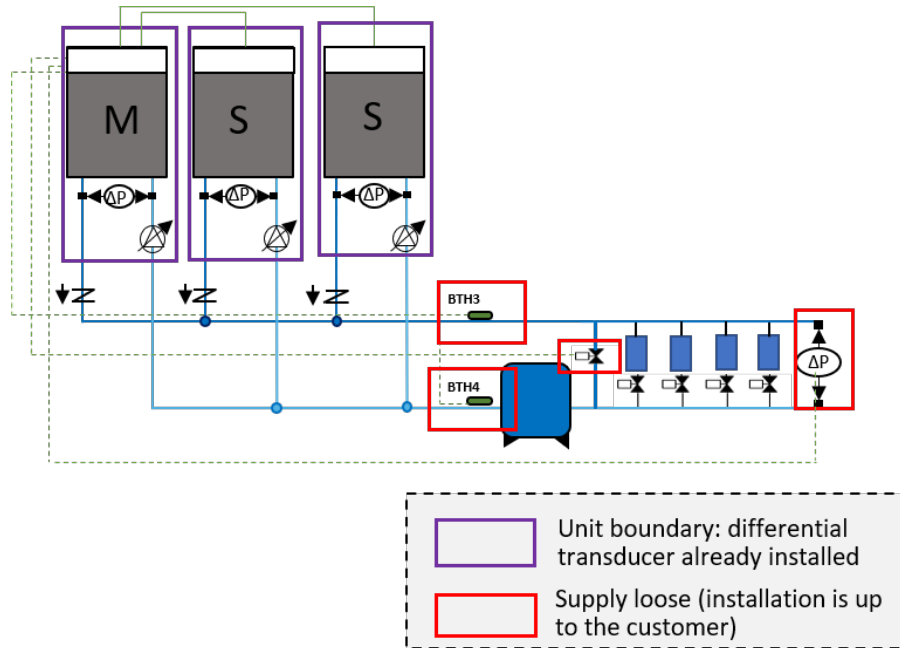 M
S
S
ΔP
ΔP
ΔP
BTH3
ΔP
BTH4
Unit boundary: differential
transducer already installed
Supply loose (installation is up
to the customer)